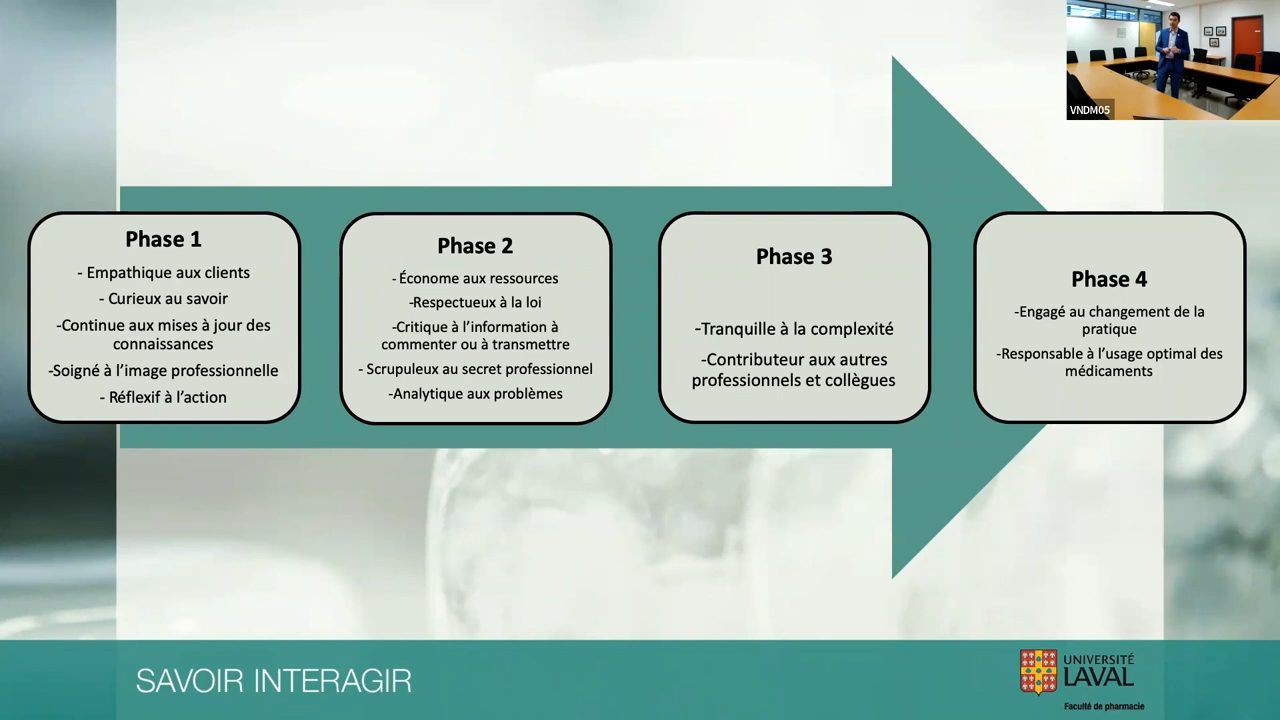 VNDM05
Phase 1
- Empathique aux clients
- Curieux au savoir
-Continue aux mises à jour des
connaissances
-Soigné à l'image professionnelle
- Réflexif à l'action
Phase 2
- Économe aux ressources
-Respectueux à la loi
-Critique à l'information à
commenter ou à transmettre
- Scrupuleux au secret professionnel
-Analytique aux problèmes
Phase 3
-Tranquille à la complexité
-Contributeur aux autres
professionnels et collègues
Phase 4
-Engagé au changement de la
pratique
-Responsable à l'usage optimal des
médicaments
SAVOIR INTERAGIR
UNIVERSITÉ
LAVAL
Faculté de pharmacie